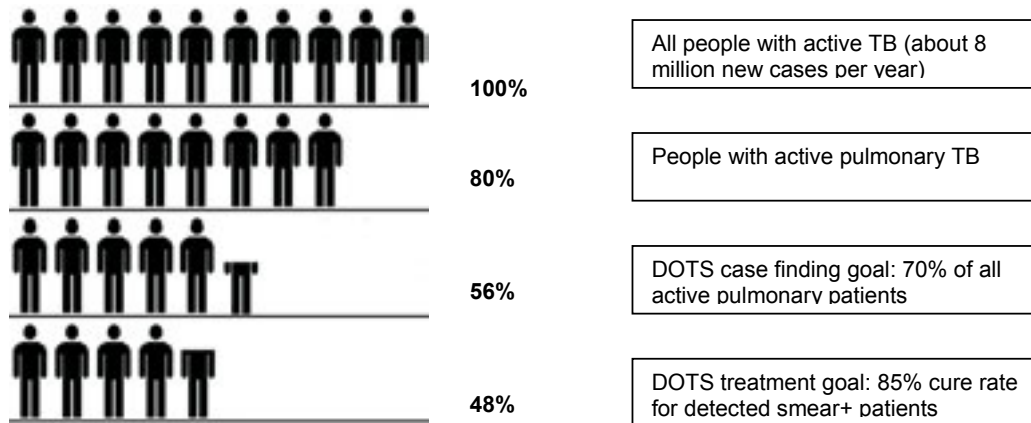 100%
All people with active TB (about 8
million new cases per year)
80%
People with active pulmonary TB
56%
DOTS case finding goal: 70% of all
active pulmonary patients
48%
DOTS treatment goal: 85% cure rate
for detected smear+ patients